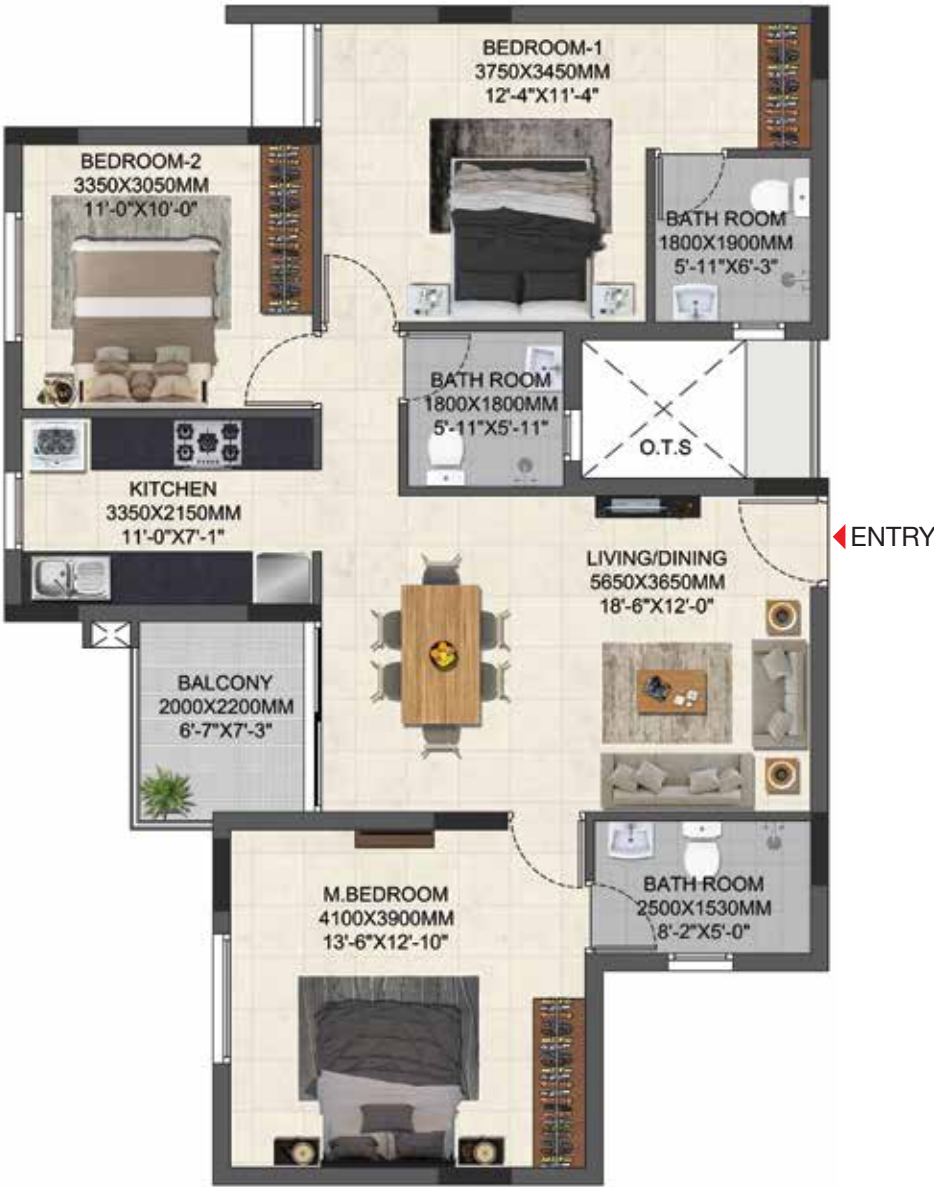 BEDROOM-1
3750X3450MM
12'-4"X11'-4"
BEDROOM-2
3350X3050MM
11'-0"X10'-0"
BATH ROOM
1800X1900MM
5'-11"X6'-3"
BATH ROOM
1800X1800MM
5'-11"X5'-11"
O.T.S
KITCHEN
3350X2150MM
11'-0"X7'-1"
ENTRY
LIVING/DINING
5650X3650MM
18'-6"X12'-0"
BALCONY
2000X2200MM
6'-7"X7'-3"
M.BEDROOM
4100X3900MM
13'-6"X12'-10"
BATH ROOM
2500X1530MM
8'-2"X5'-0"